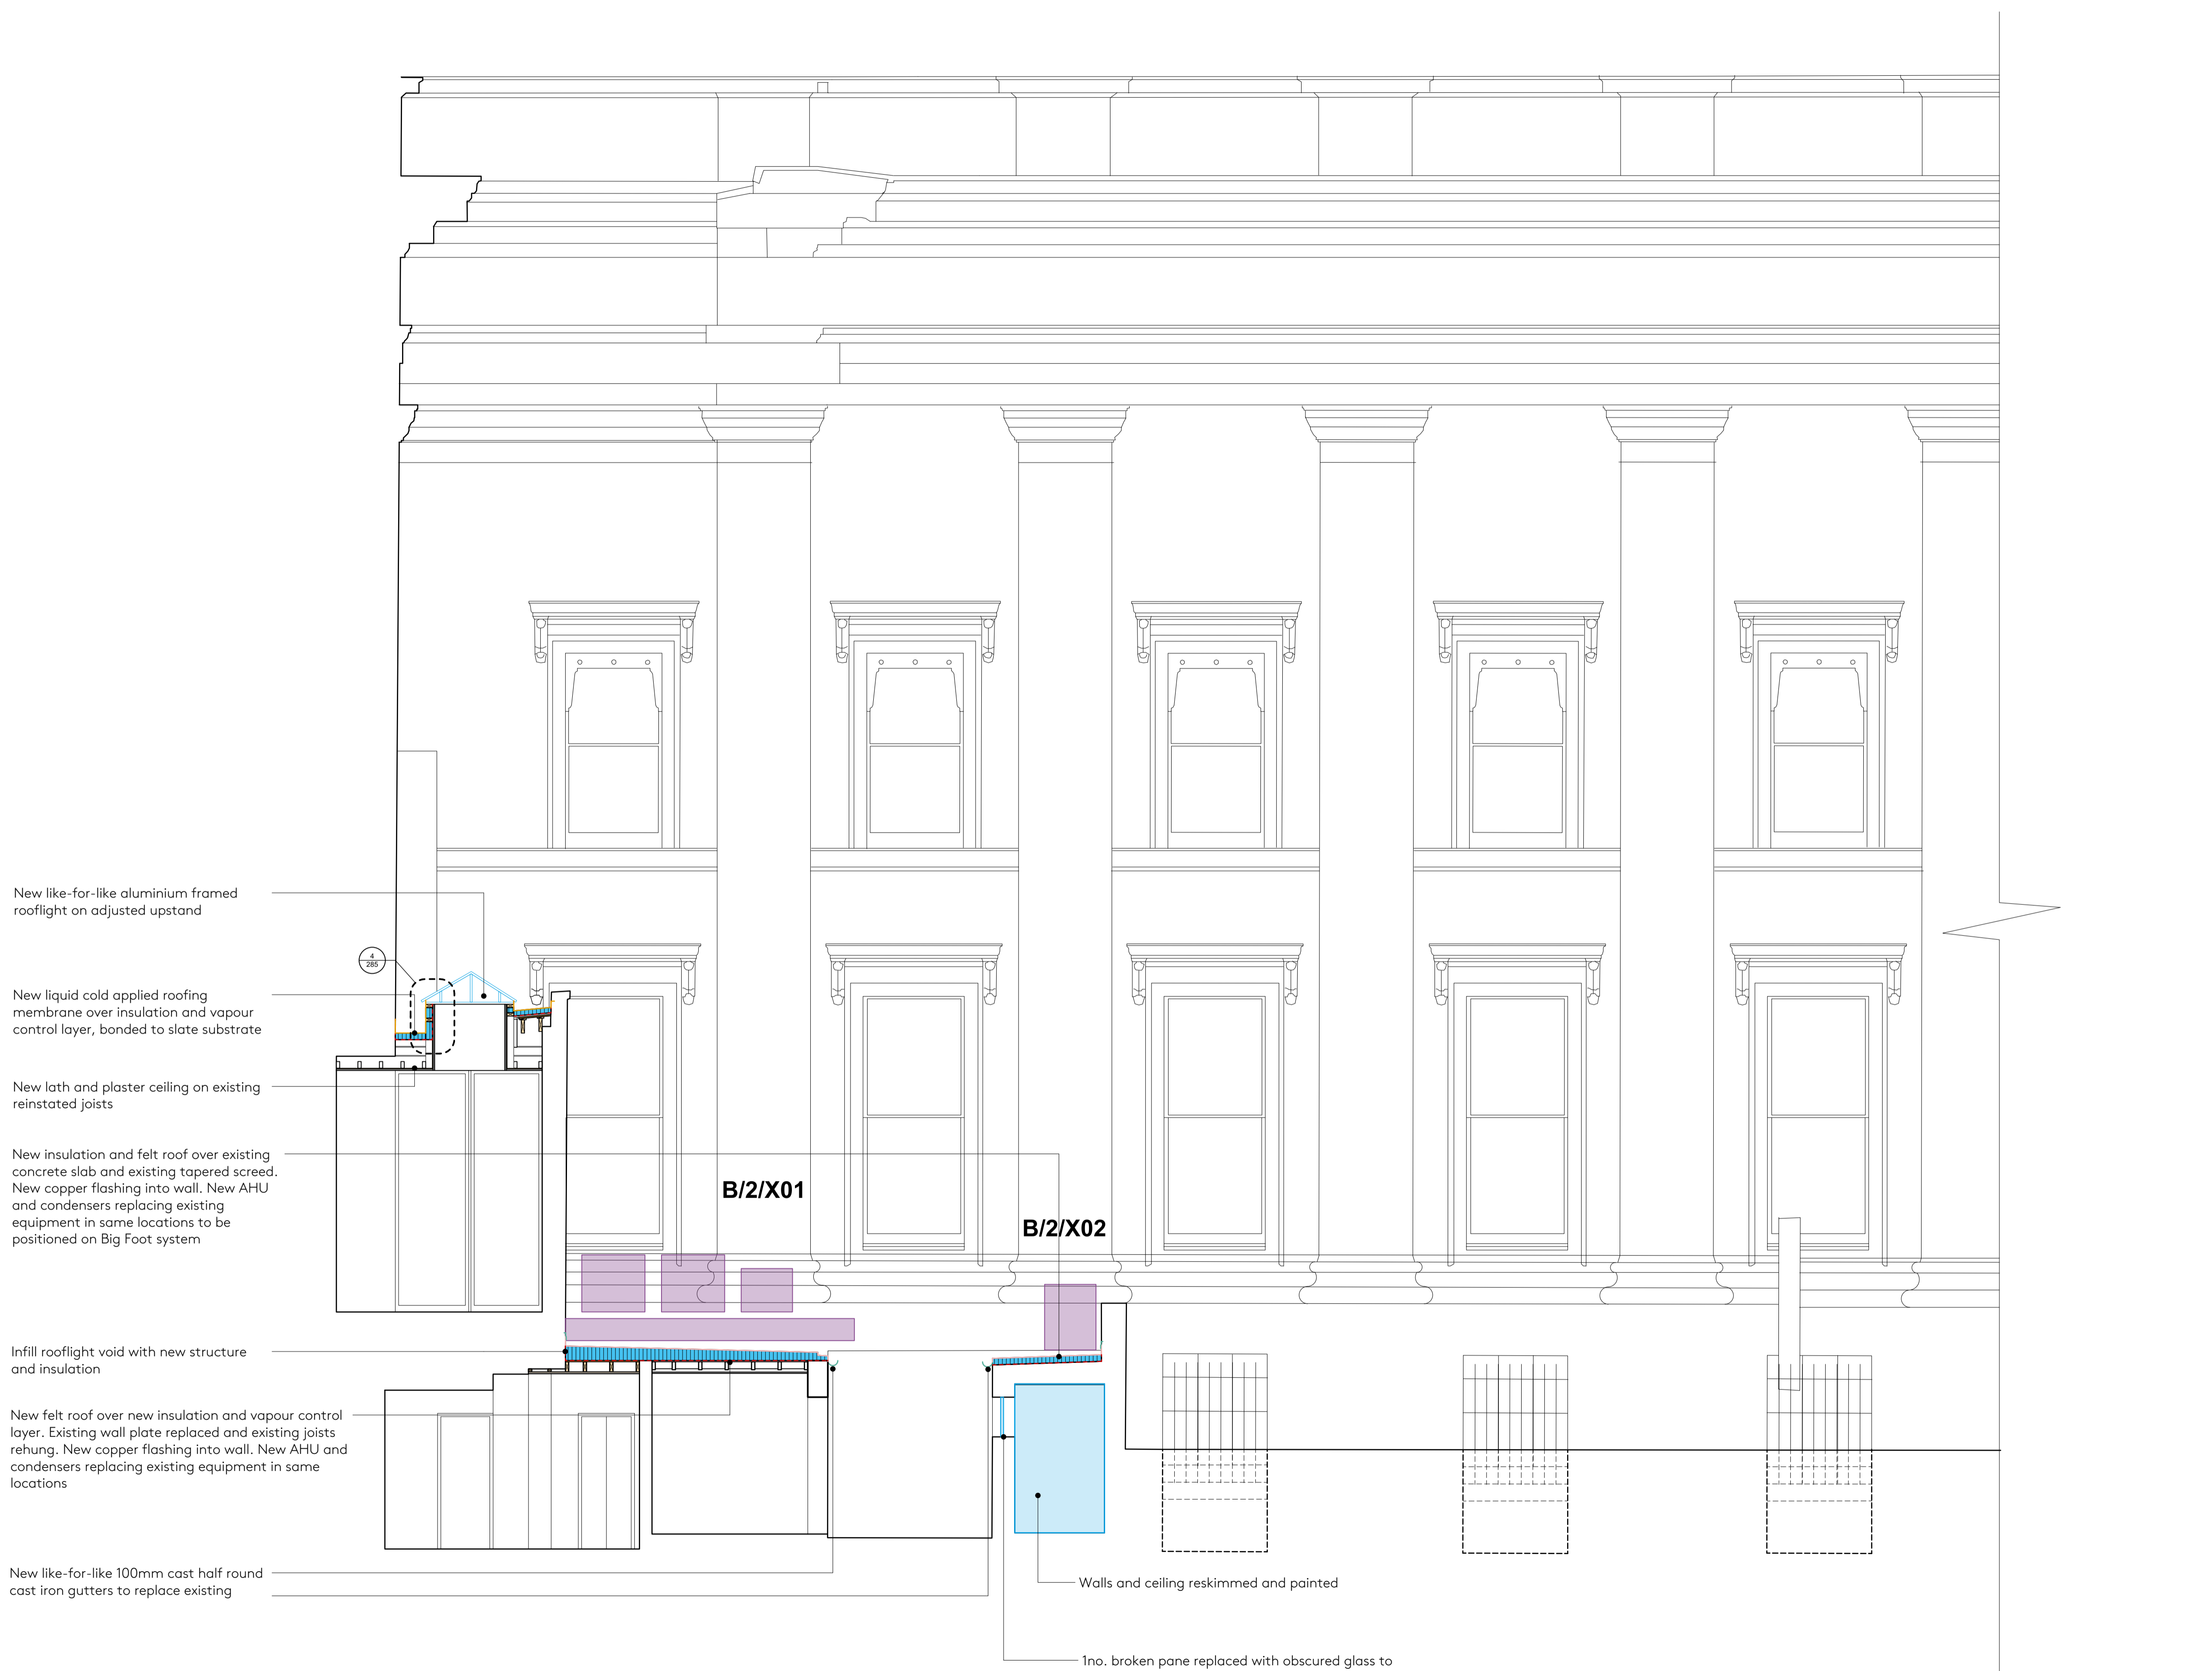 New like-for-like aluminium framed
rooflight on adjusted upstand
4
285
New liquid cold applied roofing
membrane over insulation and vapour
control layer, bonded to slate substrate
New lath and plaster ceiling on existing
reinstated joists
New insulation and felt roof over existing
concrete slab and existing tapered screed.
New copper flashing into wall. New AHU
and condensers replacing existing
equipment in same locations to be
positioned on Big Foot system
B/2/X01
B/2/X02
Infill rooflight void with new structure
and insulation
New felt roof over new insulation and vapour control
layer. Existing wall plate replaced and existing joists
rehung. New copper flashing into wall. New AHU and
condensers replacing existing equipment in same
locations
New like-for-like 100mm cast half round
cast iron gutters to replace existing
Walls and ceiling reskimmed and painted
1no. broken pane replaced with obscured glass to